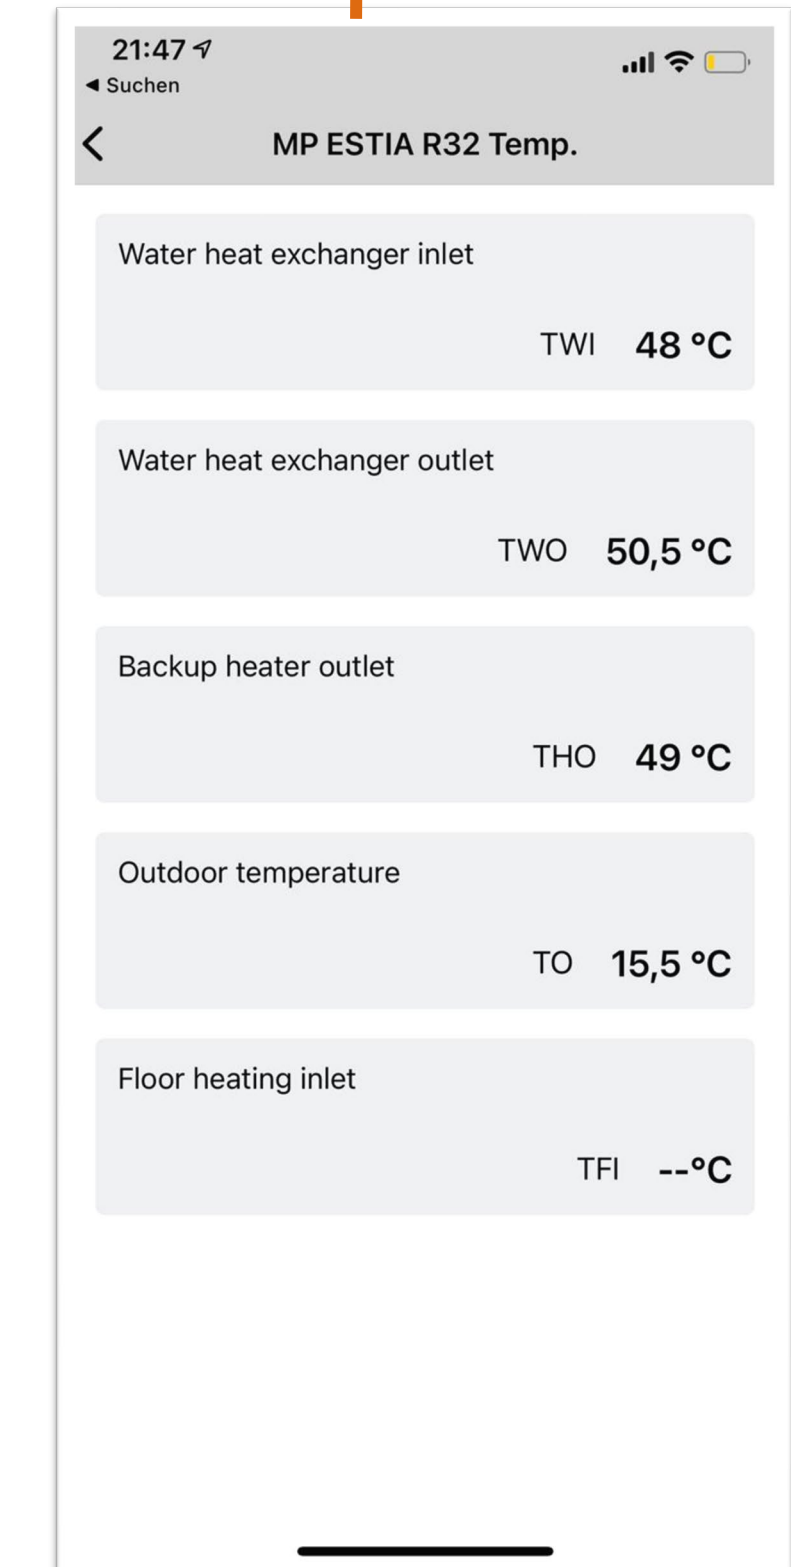 21:47
◀ Suchen
MP ESTIA R32 Temp.
Water heat exchanger inlet
TWI 48 °C
Water heat exchanger outlet
TWO 50,5 °C
Backup heater outlet
THO 49 °C
Outdoor temperature
TO 15,5 °C
Floor heating inlet
TFI --°C